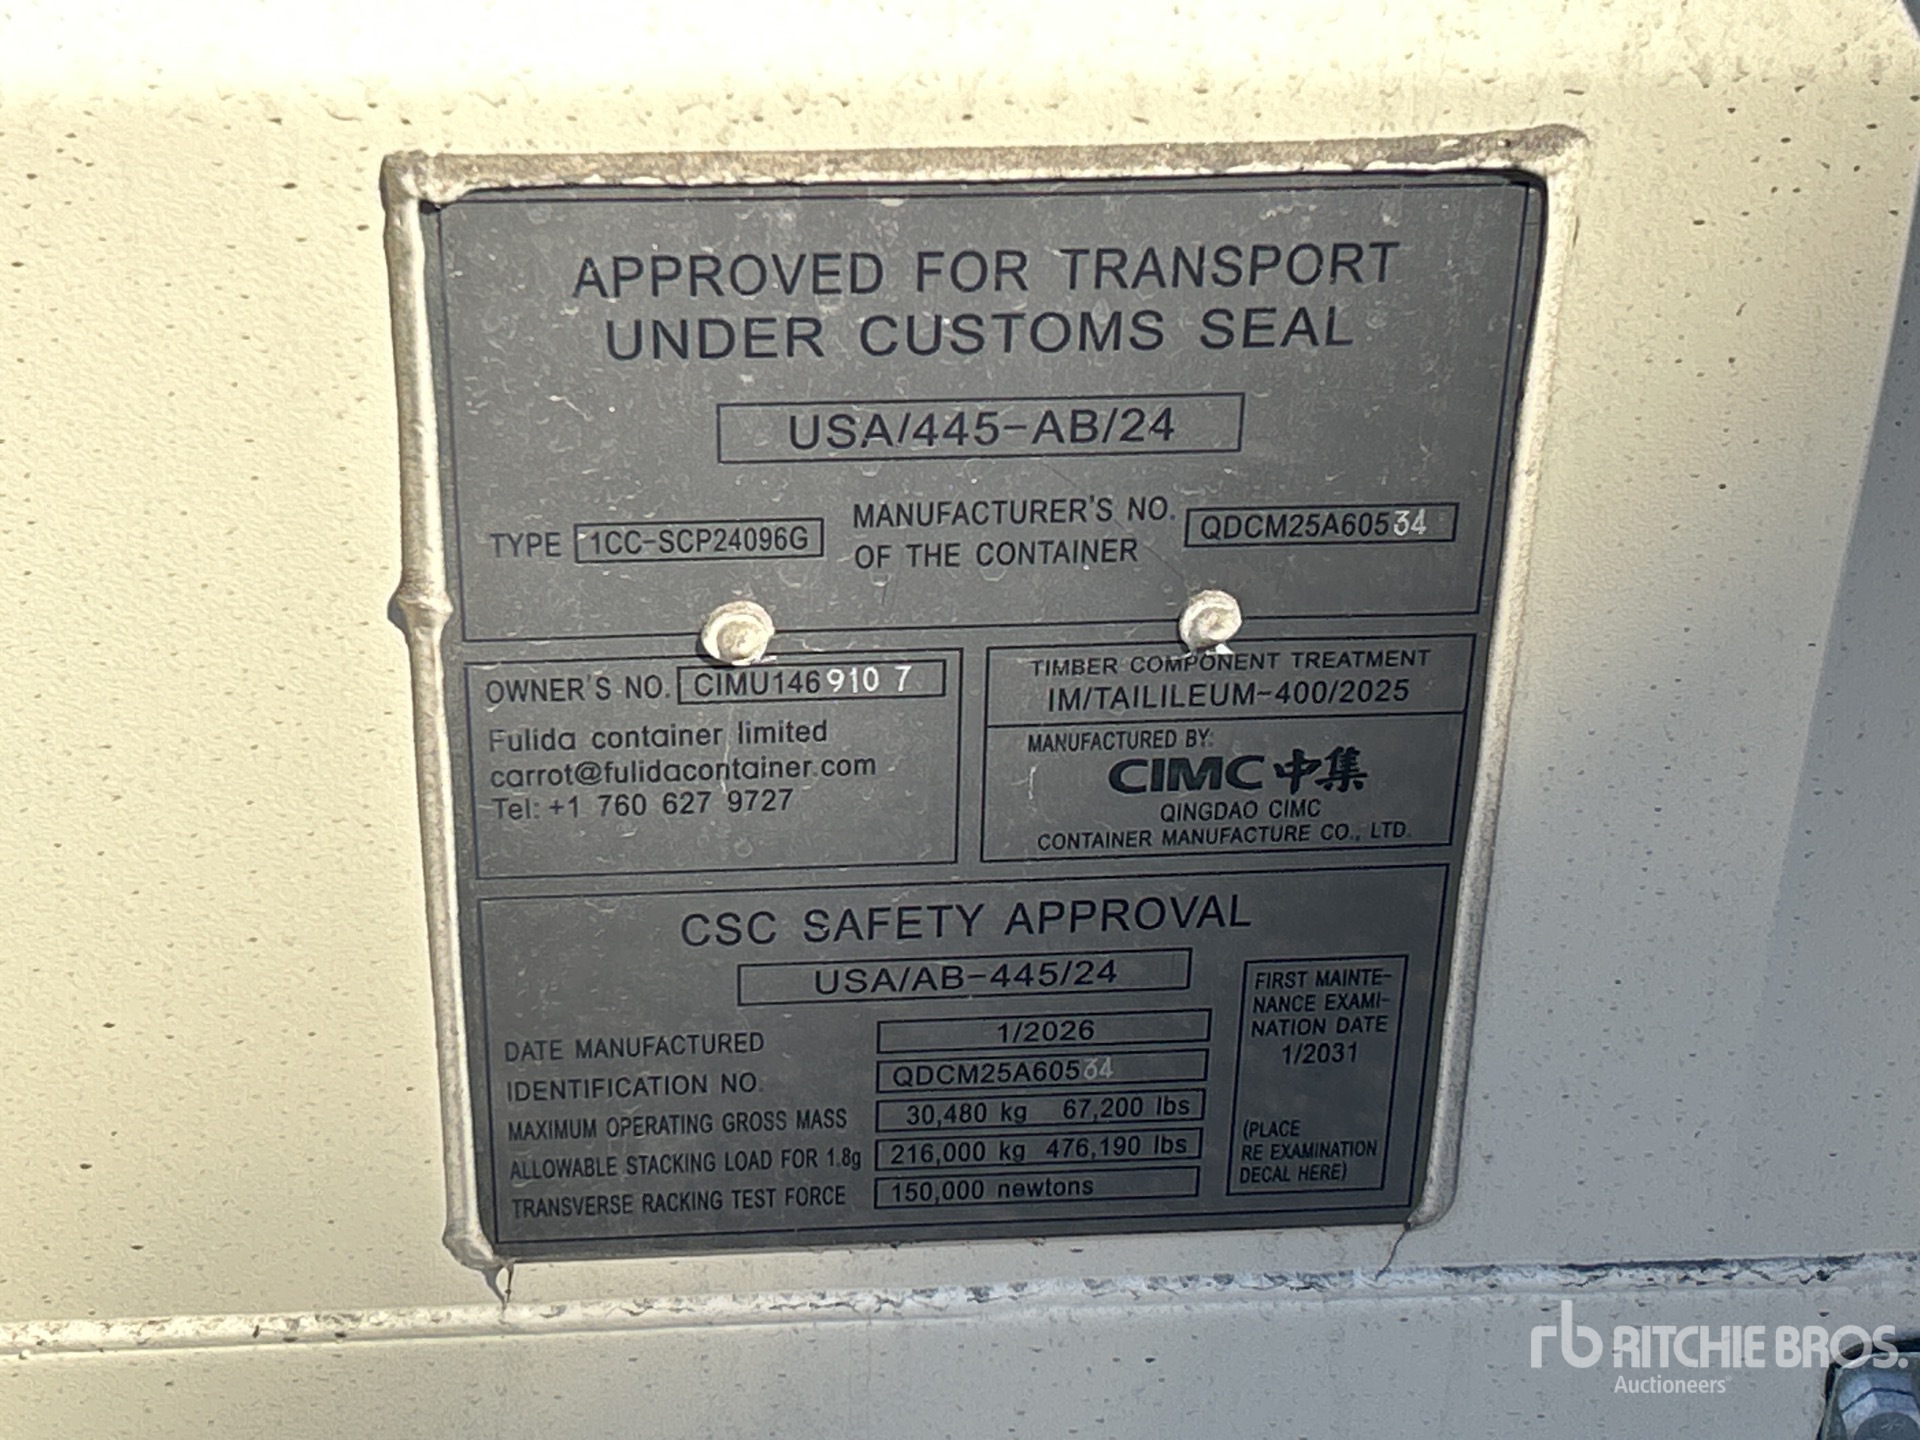 APPROVED FOR TRANSPORT
UNDER CUSTOMS SEAL
USA/445-AB/24
TYPE 1CC-SCP24096G
MANUFACTURER'S NO.
OF THE CONTAINER
QDCM25A60534
OWNER'S NO. CIMU146910 7
Fulida container limited
carrot@fulidacontainer.com
Tel: +1 760 627 9727
TIMBER COMPONENT TREATMENT
IM/TAILILEUM-400/2025
MANUFACTURED BY:
CIMC 中集
QINGDAO CIMC
CONTAINER MANUFACTURE CO., LTD.
CSC SAFETY APPROVAL
USA/AB-445/24
DATE MANUFACTURED 1/2026
IDENTIFICATION NO. QDCM25A60534
MAXIMUM OPERATING GROSS MASS 30,480 kg 67,200 lbs
ALLOWABLE STACKING LOAD FOR 1.8g 216,000 kg 476,190 lbs
TRANSVERSE RACKING TEST FORCE 150,000 newtons
FIRST MAINTE-
NANCE EXAMI-
NATION DATE
1/2031
(PLACE
RE EXAMINATION
DECAL HERE)
rb RITCHIE BROS.
Auctioneers